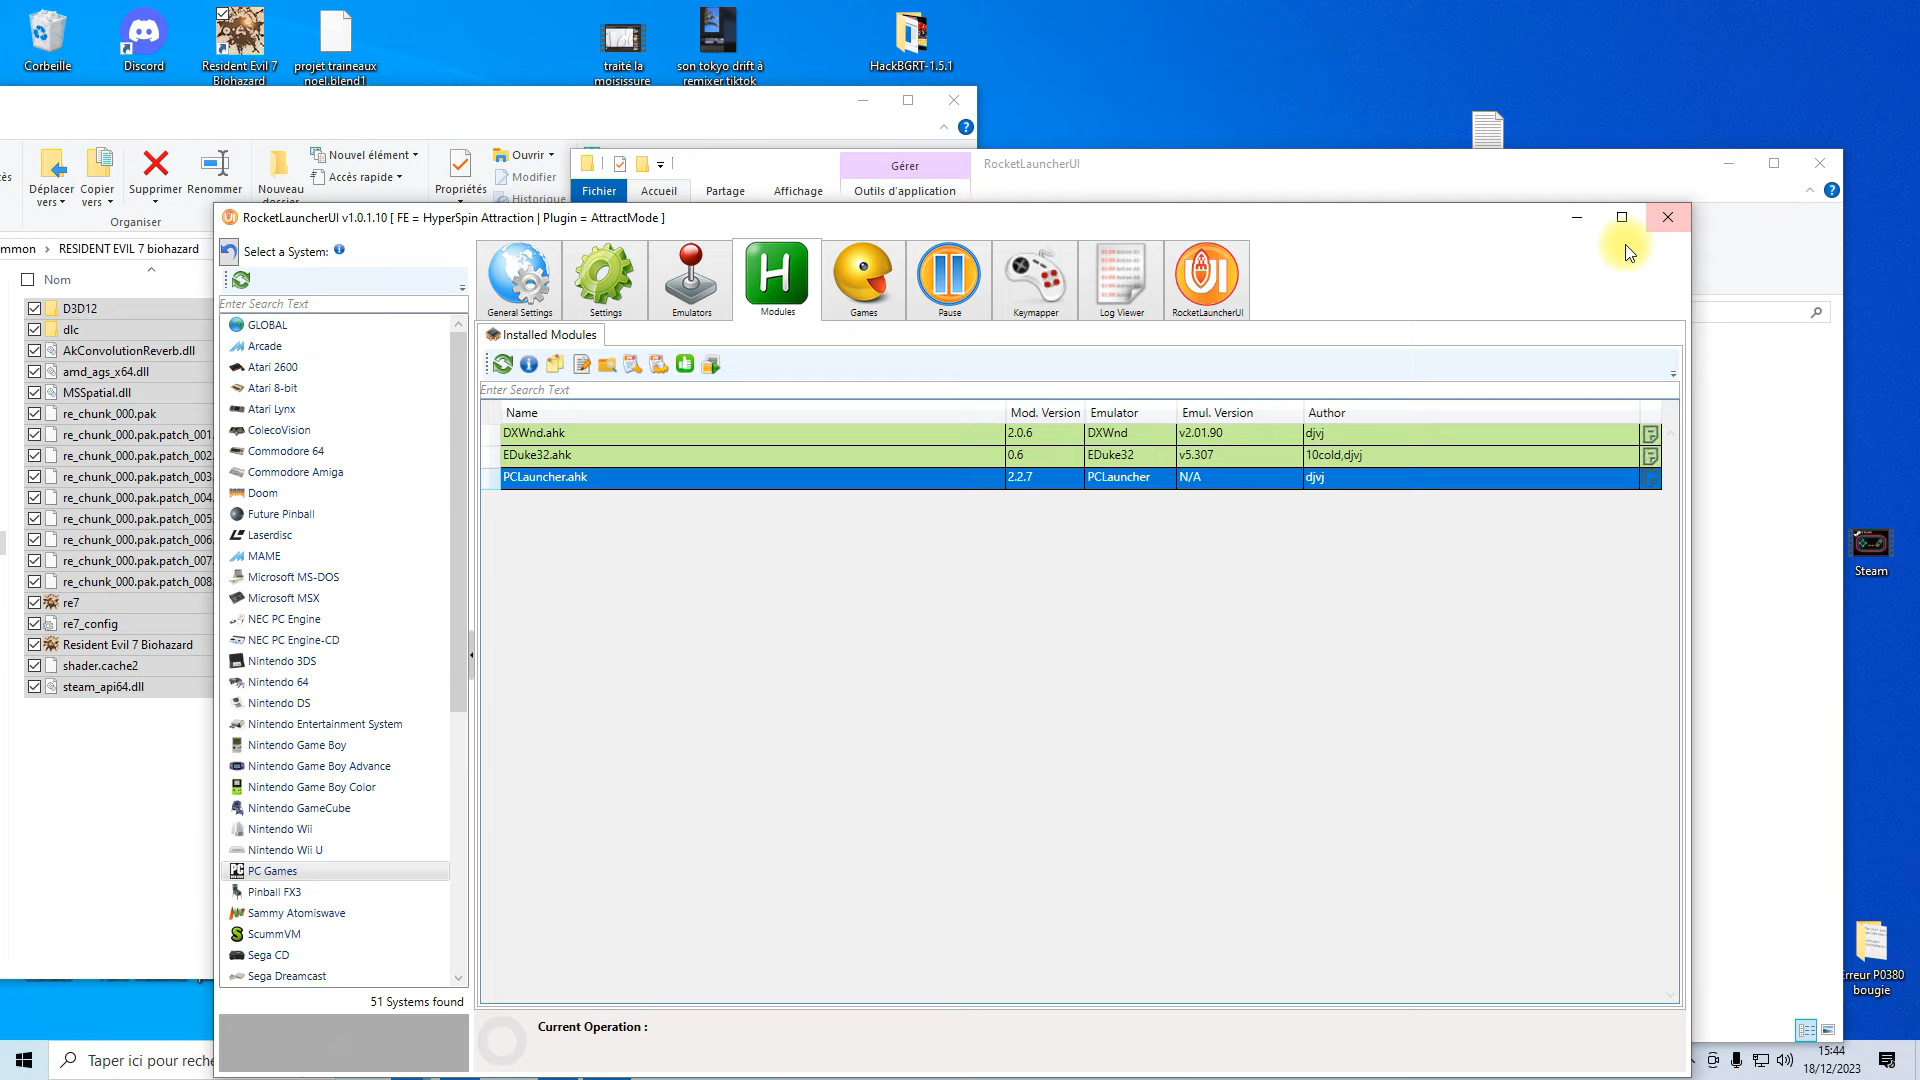 Corbeille
Discord
Resident Evil 7
Biohazard
projet traineaux
noel.blend1
traité la
moisissure
son tokyo drift à
remixer tiktok
HackBGRT-1.5.1
Déplacer
vers
Copier
vers
Supprimer
Renommer
Nouveau
dossier
Nouvel élément
Accès rapide
Propriétés
Ouvrir
Modifier
Historique
Organiser
Gérer
RocketLauncherUI
Fichier
Accueil
Partage
Affichage
Outils d'application
mmon > RESIDENT EVIL 7 biohazard
Nom
D3D12
dlc
AkConvolutionReverb.dll
amd_ags_x64.dll
MSSpatial.dll
re_chunk_000.pak
re_chunk_000.pak.patch_001
re_chunk_000.pak.patch_002
re_chunk_000.pak.patch_003
re_chunk_000.pak.patch_004
re_chunk_000.pak.patch_005
re_chunk_000.pak.patch_006
re_chunk_000.pak.patch_007
re_chunk_000.pak.patch_008
re7
re7_config
Resident Evil 7 Biohazard
shader.cache2
steam_api64.dll
RocketLauncherUI v1.0.1.10 [ FE = HyperSpin Attraction | Plugin = AttractMode ]
Select a System:
Enter Search Text
GLOBAL
Arcade
Atari 2600
Atari 8-bit
Atari Lynx
ColecoVision
Commodore 64
Commodore Amiga
Doom
Future Pinball
Laserdisc
MAME
Microsoft MS-DOS
Microsoft MSX
NEC PC Engine
NEC PC Engine-CD
Nintendo 3DS
Nintendo 64
Nintendo DS
Nintendo Entertainment System
Nintendo Game Boy
Nintendo Game Boy Advance
Nintendo Game Boy Color
Nintendo GameCube
Nintendo Wii
Nintendo Wii U
PC Games
Pinball FX3
Sammy Atomiswave
ScummVM
Sega CD
Sega Dreamcast
51 Systems found
General Settings
Settings
Emulators
Modules
Games
Pause
Keymapper
Log Viewer
RocketLauncherUI
Installed Modules
Enter Search Text
Name Mod. Version Emulator Emul. Version Author
DXWnd.ahk 2.0.6 DXWnd v2.01.90 djvj
EDuke32.ahk 0.6 EDuke32 v5.307 10cold,djvj
PCLauncher.ahk 2.2.7 PCLauncher N/A djvj
Current Operation :
Steam
Erreur P0380
bougie
Taper ici pour reche
15:44
18/12/2023